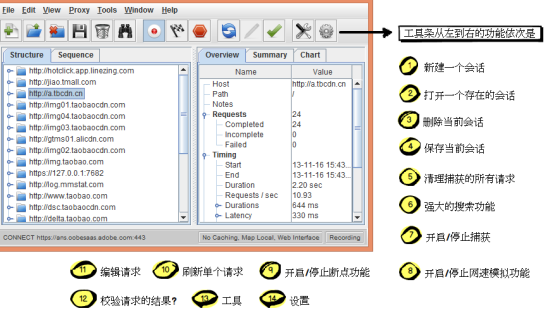 File Edit View Proxy Tools Window Help
工具条从左到右的功能依次是
Structure Sequence
http://hotclick.app.linezing.com
http://jiao.tmall.com
http://a.tbcdn.cn
http://img01.taobaocdn.com
http://img04.taobaocdn.com
http://img03.taobaocdn.com
http://gtms01.alicdn.com
http://img02.taobaocdn.com
http://img.taobao.com
https://127.0.0.1:7682
http://log.mmstat.com
http://www.taobao.com
http://dsc.taobaocdn.com
http://delta.taobao.com
Overview Summary Chart
Name Value
Host http://a.tbcdn.cn
Path /
Notes
Requests 24
Completed 24
Incomplete 0
Failed 0
Timing
Start 13-11-16 15:43...
End 13-11-16 15:43...
Duration 2.20 sec
Requests / sec 10.93
Durations 644 ms
Latency 330 ms
CONNECT https://ans.oobesaas.adobe.com:443
No Caching, Map Local, Web Interface Recording
1 新建一个会话
2 打开一个存在的会话
3 删除当前会话
4 保存当前会话
5 清理捕获的所有请求
6 强大的搜索功能
7 开启/停止捕获
8 开启/停止网速模拟功能
11 编辑请求 10 刷新单个请求 9 开启/停止断点功能
12 校验请求的结果? 13 工具 14 设置